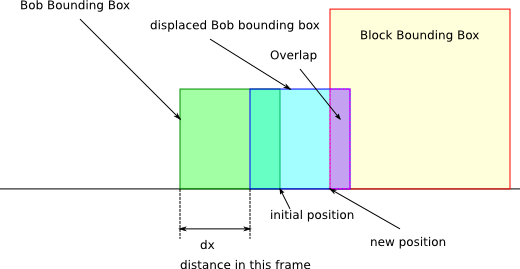 Bob Bounding Box
displaced Bob bounding box
Block Bounding Box
Overlap
initial position
new position
dx
distance in this frame